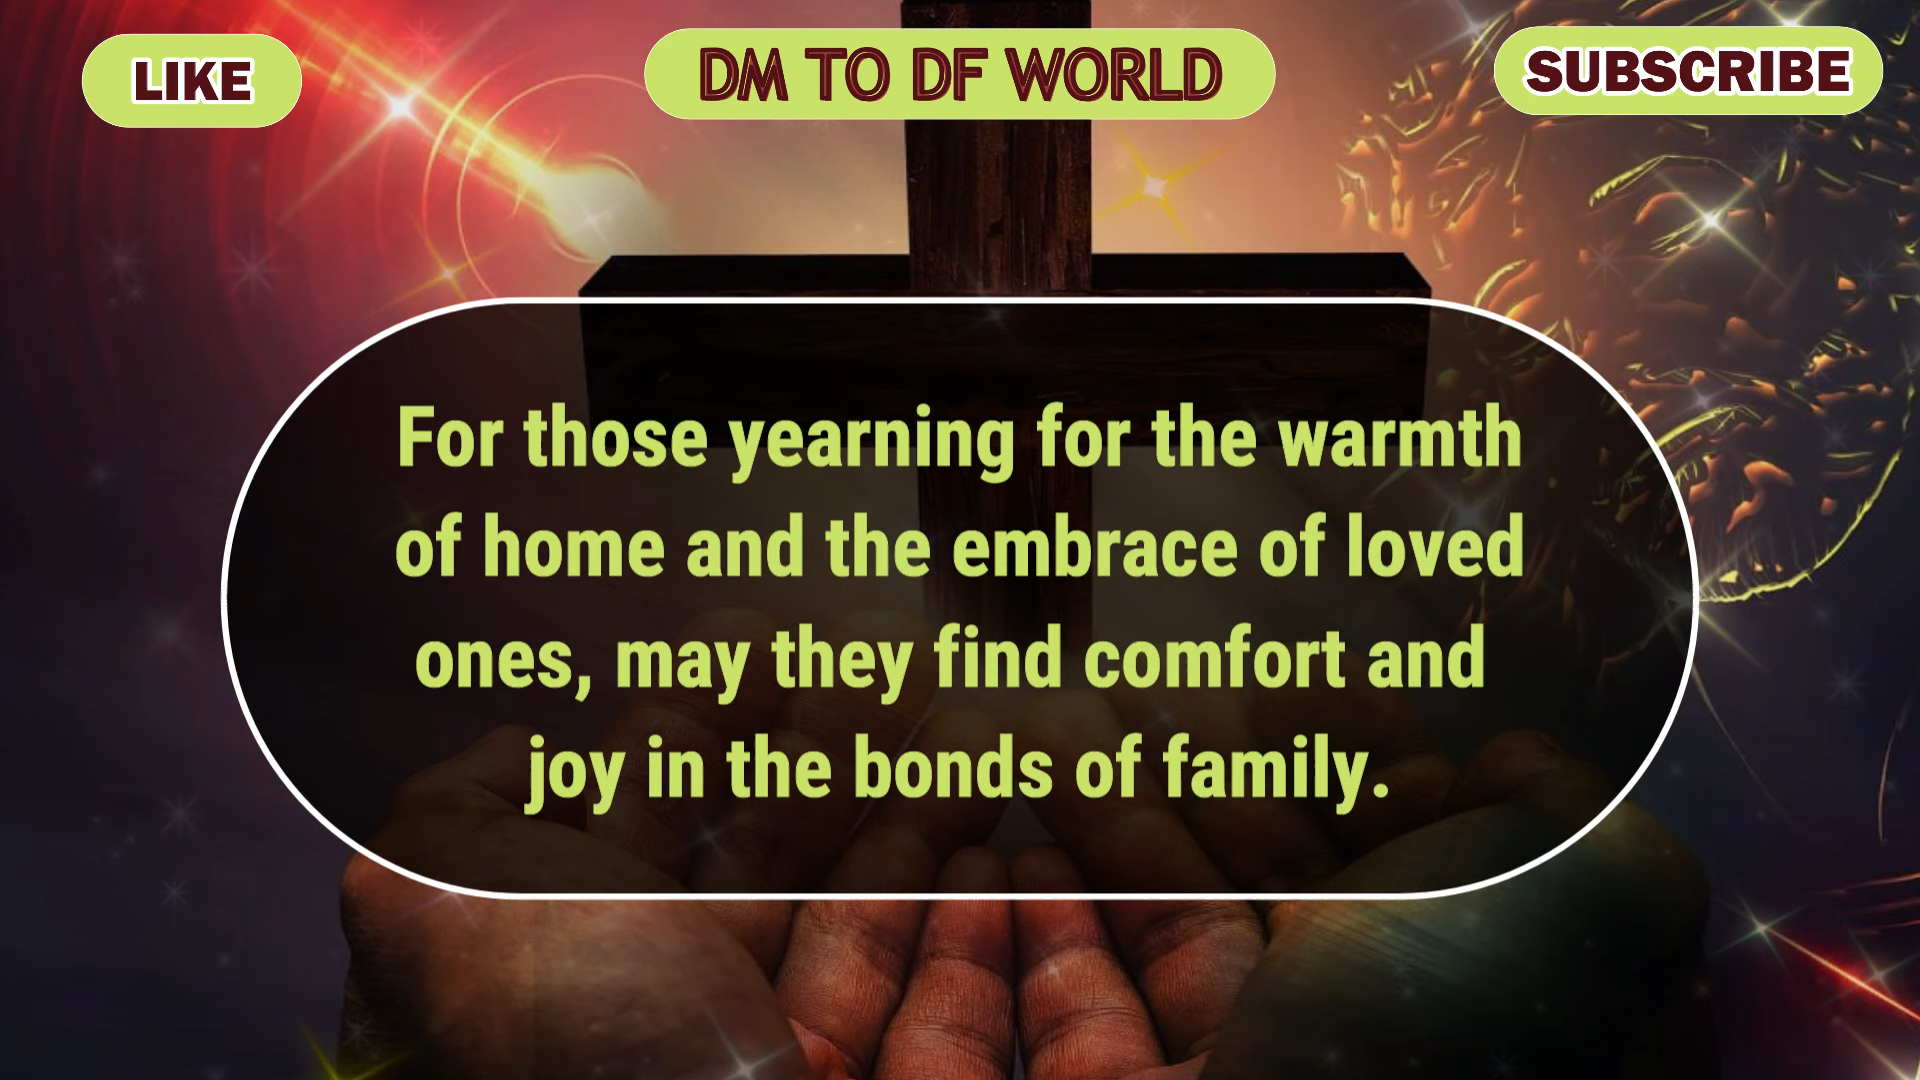 LIKE
DM TO DF WORLD
SUBSCRIBE
For those yearning for the warmth
of home and the embrace of loved
ones, may they find comfort and
joy in the bonds of family.